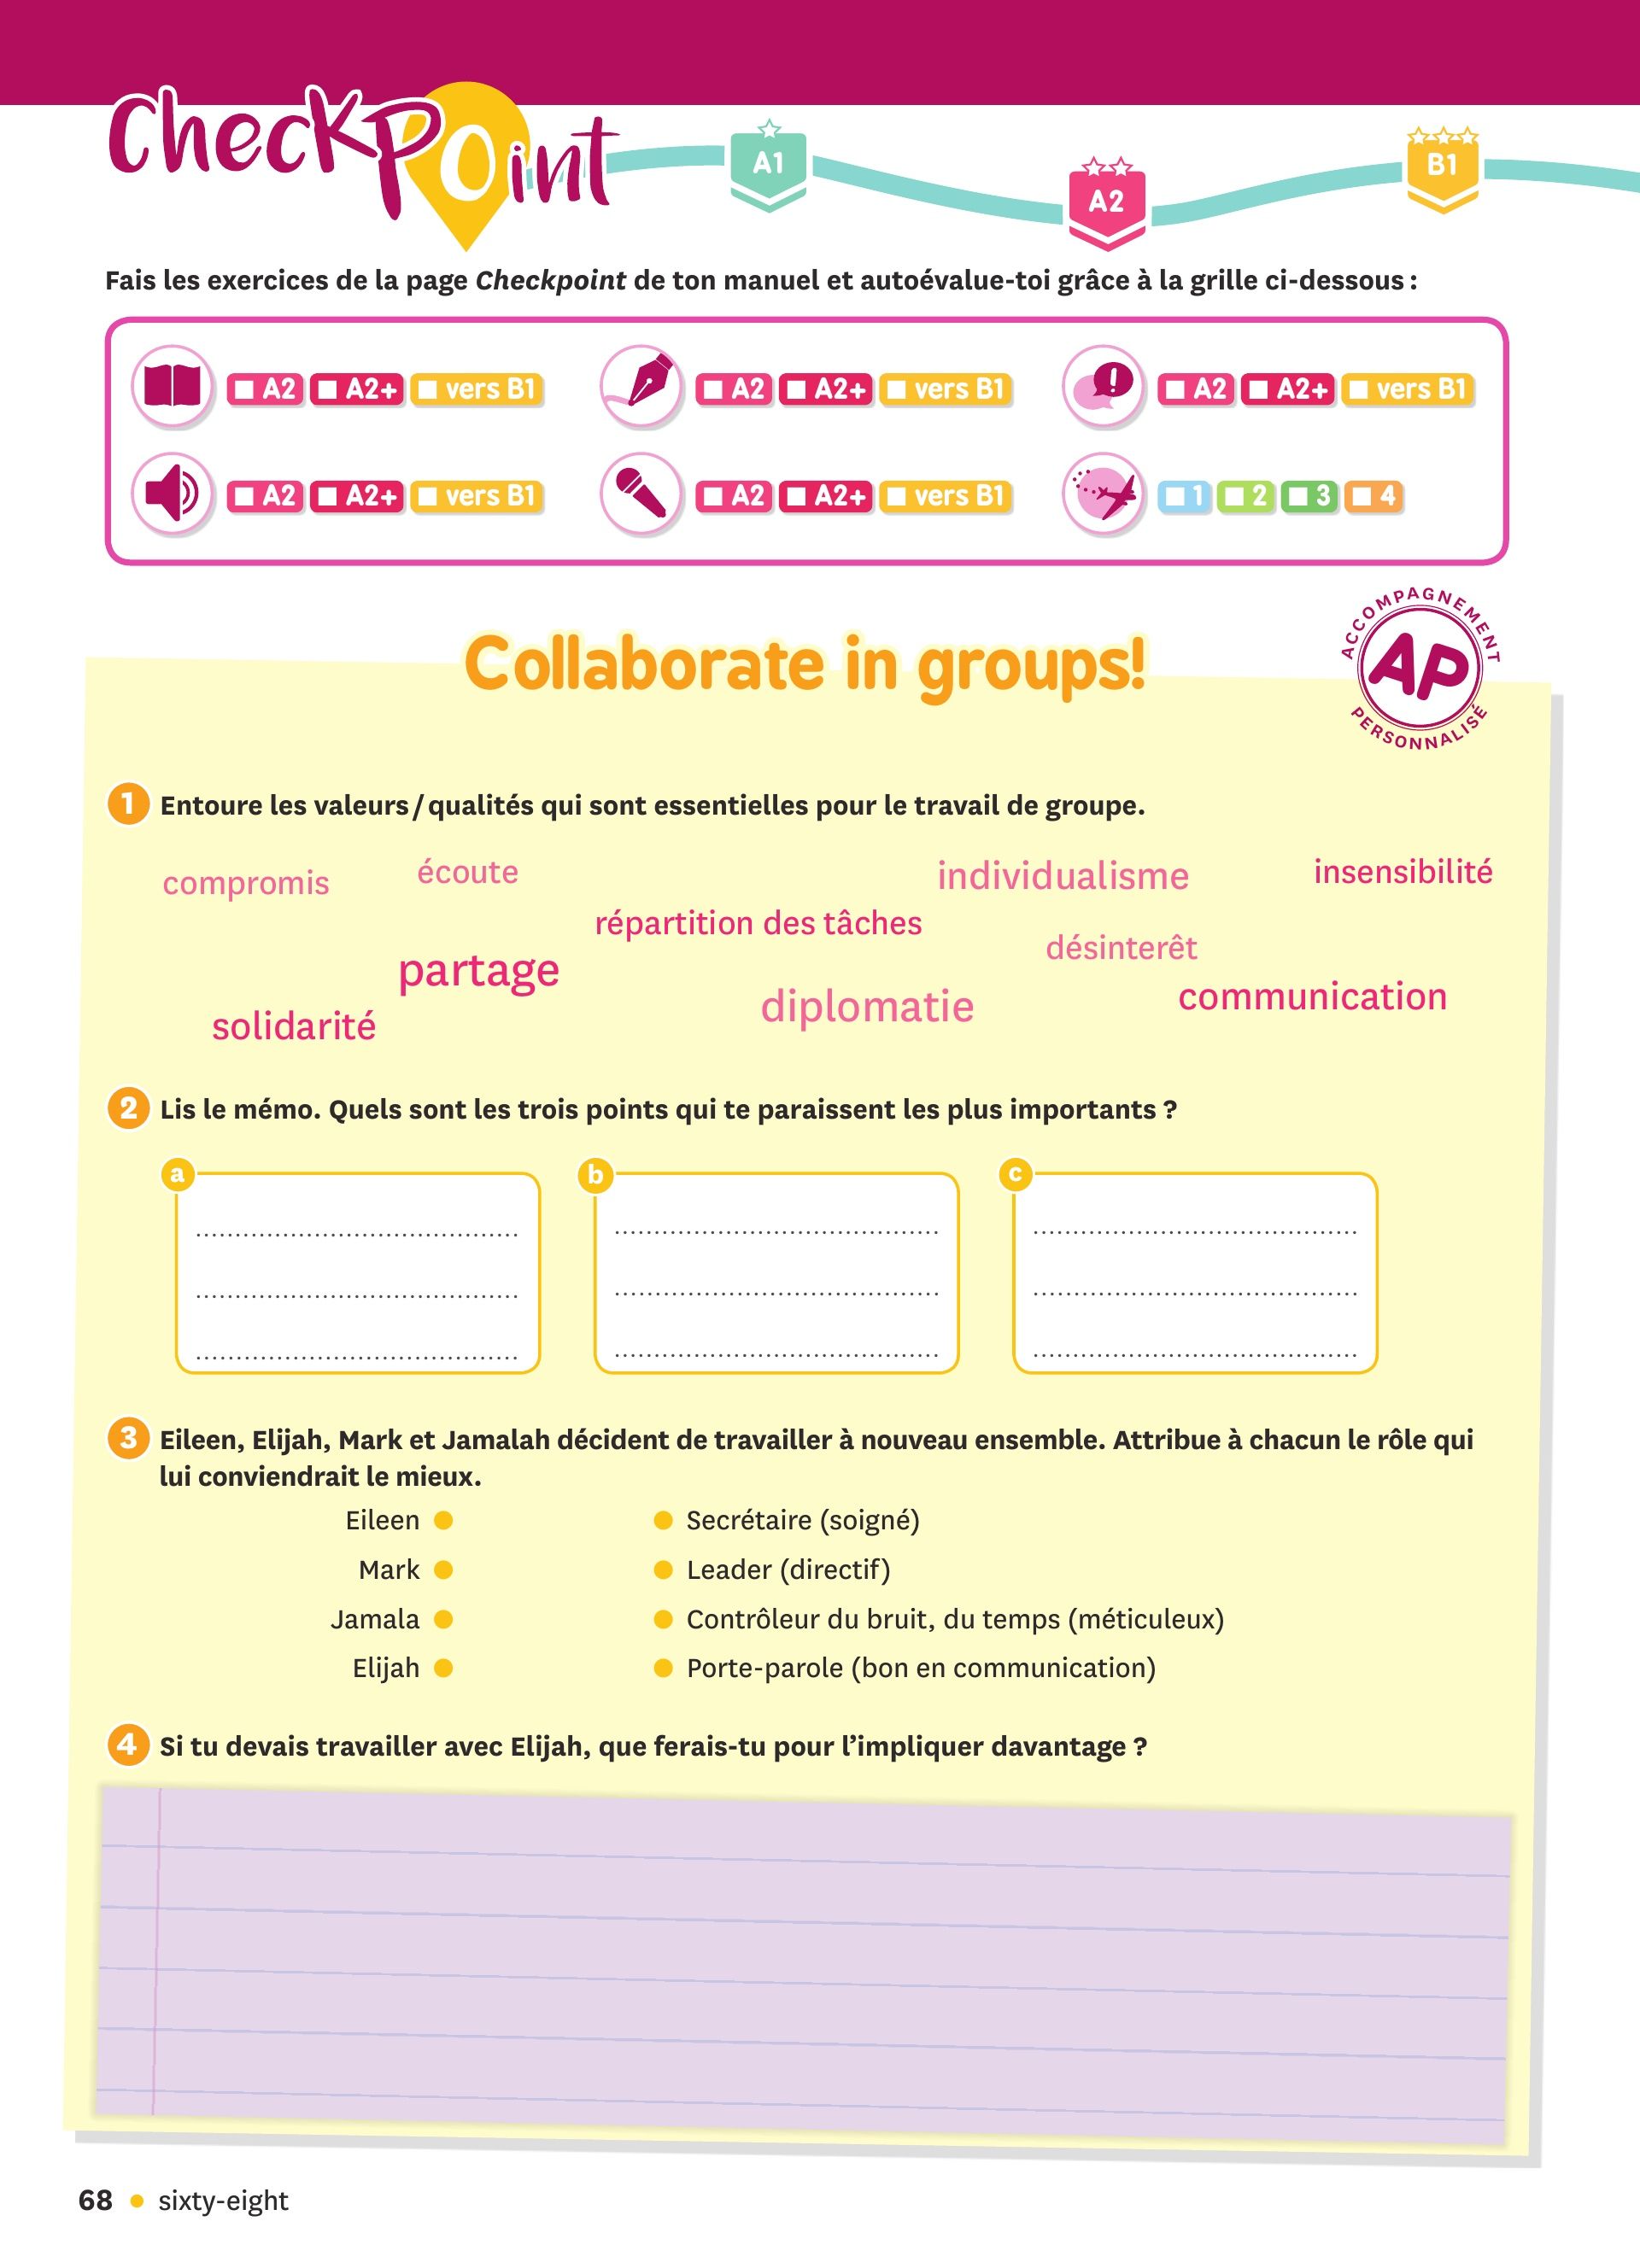 CheckPoint
A1
A2
B1
Fais les exercices de la page Checkpoint de ton manuel et autoévalue-toi grâce à la grille ci-dessous :
A2 A2+ vers B1
A2 A2+ vers B1
! A2 A2+ vers B1
A2 A2+ vers B1
A2 A2+ vers B1
1 2 3 4
ACCOMPAGNEMENT
AP
PERSONNALISÉ
Collaborate in groups!
1 Entoure les valeurs/qualités qui sont essentielles pour le travail de groupe.
compromis écoute individualisme insensibilité
répartition des tâches
désinterêt
partage
communication
diplomatie
solidarité
2 Lis le mémo. Quels sont les trois points qui te paraissent les plus importants ?
a b c
3 Eileen, Elijah, Mark et Jamalah décident de travailler à nouveau ensemble. Attribue à chacun le rôle qui
lui conviendrait le mieux.
Eileen Secrétaire (soigné)
Mark Leader (directif)
Jamala Contrôleur du bruit, du temps (méticuleux)
Elijah Porte-parole (bon en communication)
4 Si tu devais travailler avec Elijah, que ferais-tu pour l'impliquer davantage ?
68 • sixty-eight